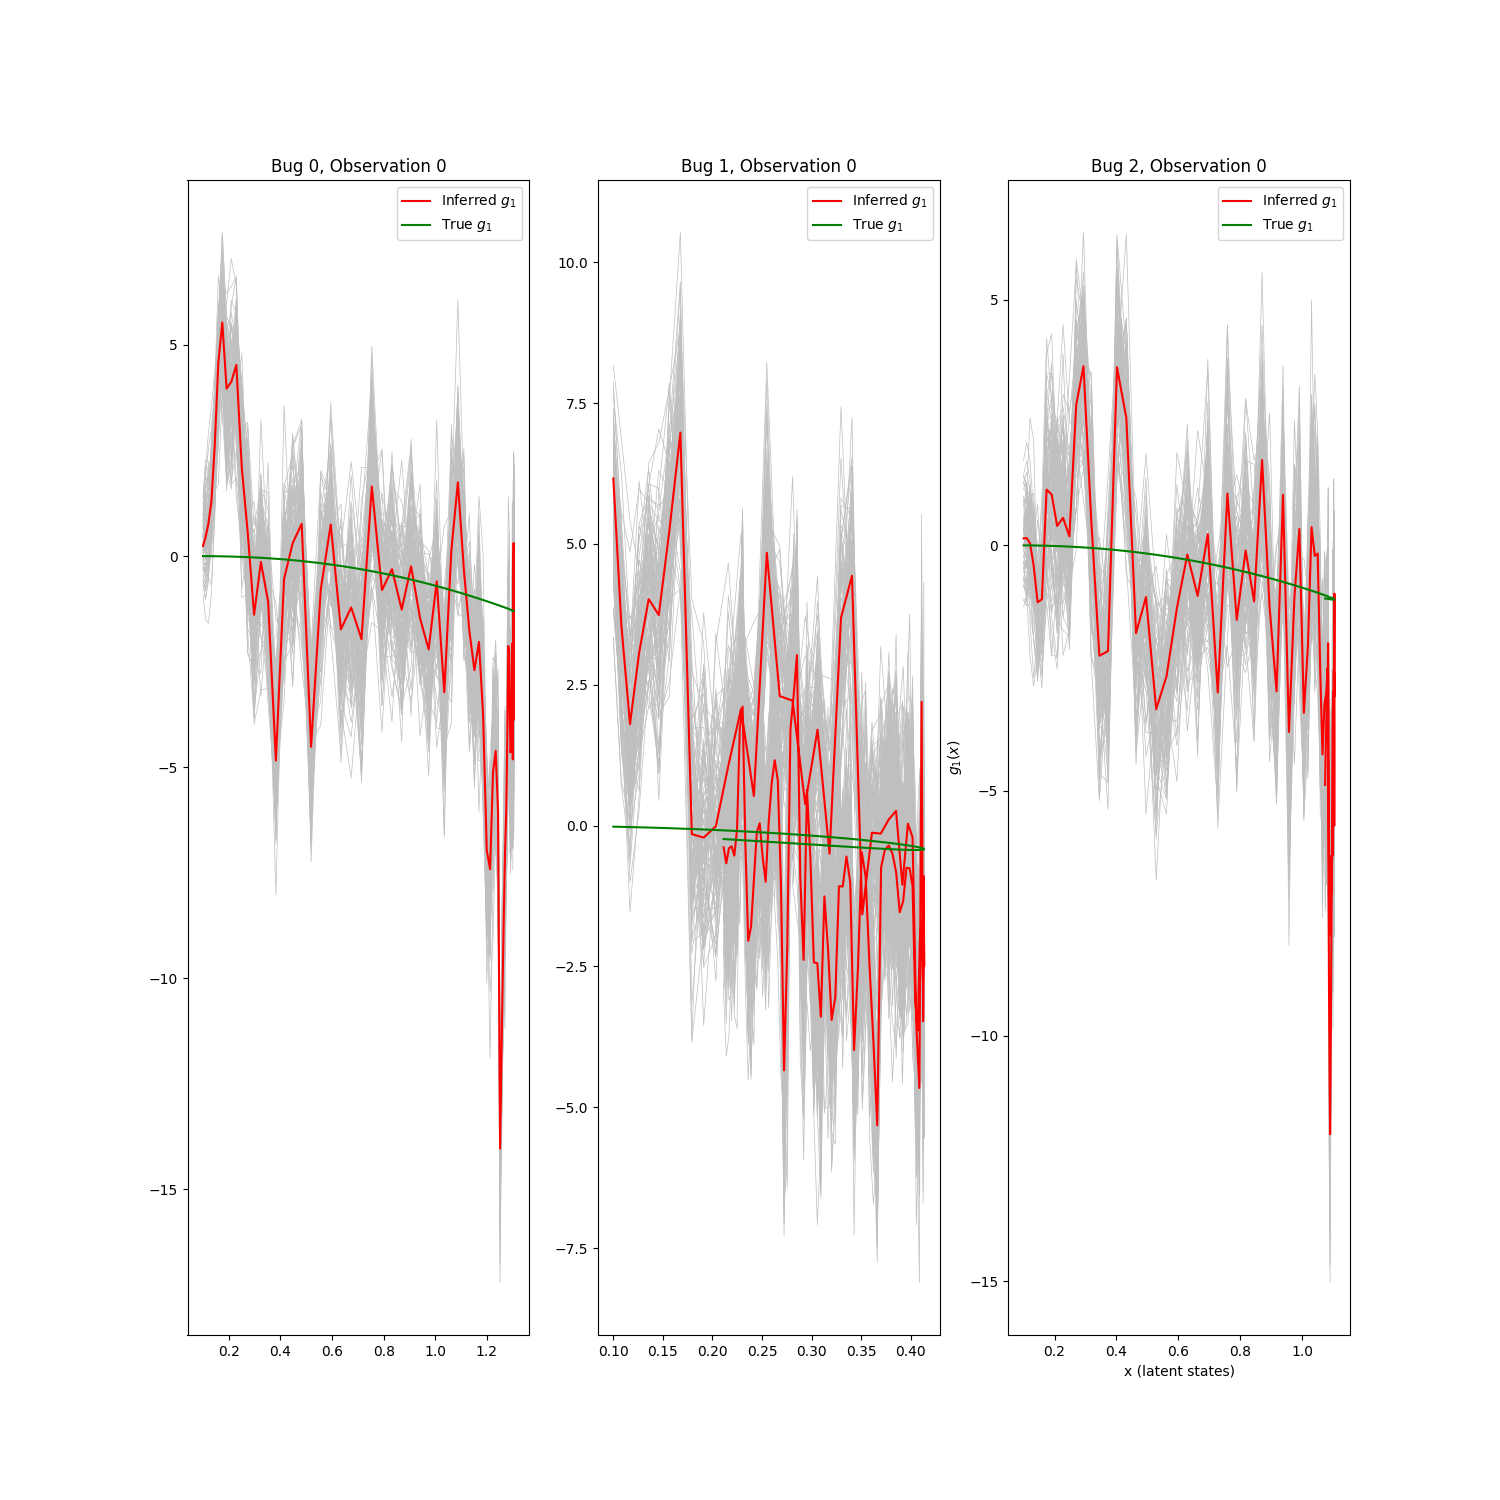 Bug 0, Observation 0
Inferred g₁
True g₁
5
0
−5
−10
−15
0.2 0.4 0.6 0.8 1.0 1.2
Bug 1, Observation 0
Inferred g₁
True g₁
10.0
7.5
5.0
2.5
0.0
−2.5
−5.0
−7.5
0.10 0.15 0.20 0.25 0.30 0.35 0.40
Bug 2, Observation 0
Inferred g₁
True g₁
g₁(x)
5
0
−5
−10
−15
0.2 0.4 0.6 0.8 1.0
x (latent states)